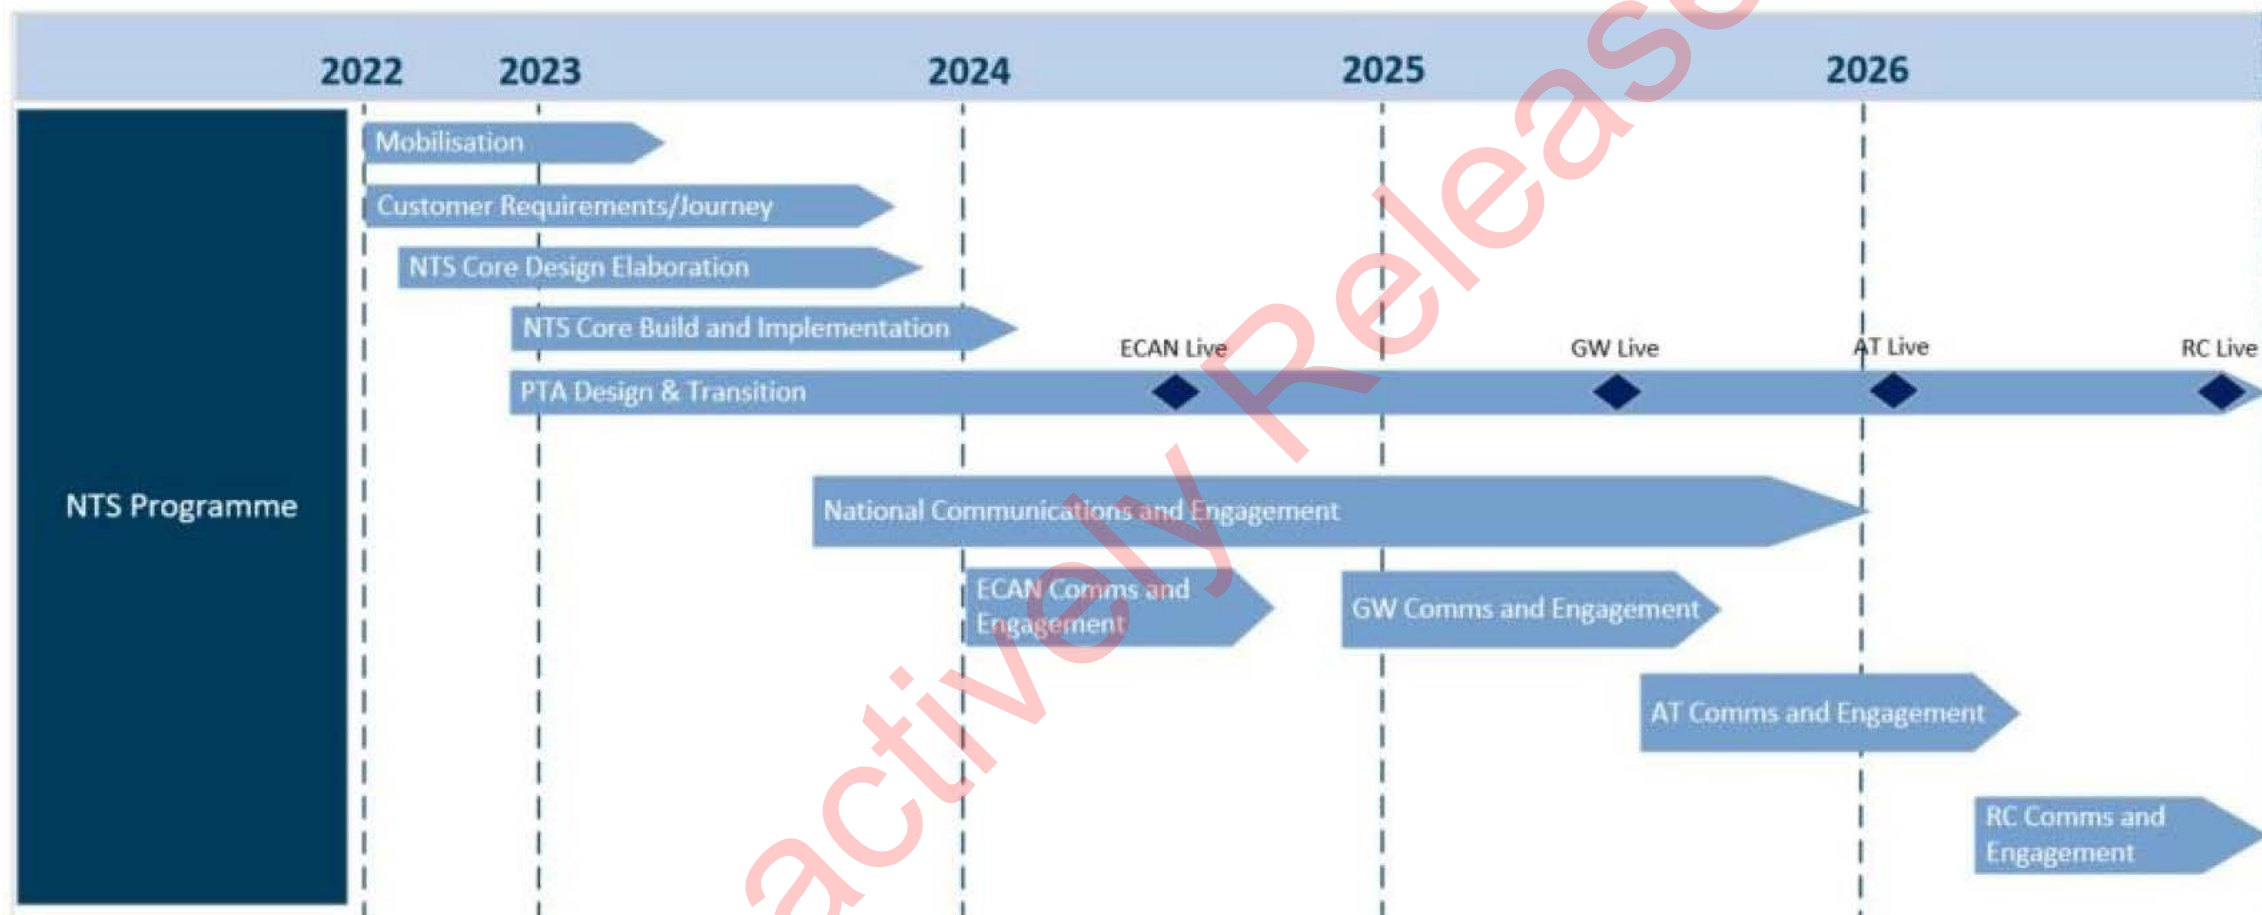 2022 2023 2024 2025 2026
Mobilisation
Customer Requirements/Journey
NTS Core Design Elaboration
NTS Core Build and Implementation
ECAN Live GW Live AT Live RC Live
PTA Design & Transition
NTS Programme
National Communications and Engagement
ECAN Comms and
Engagement
GW Comms and Engagement
AT Comms and Engagement
RC Comms and
Engagement
actively Release